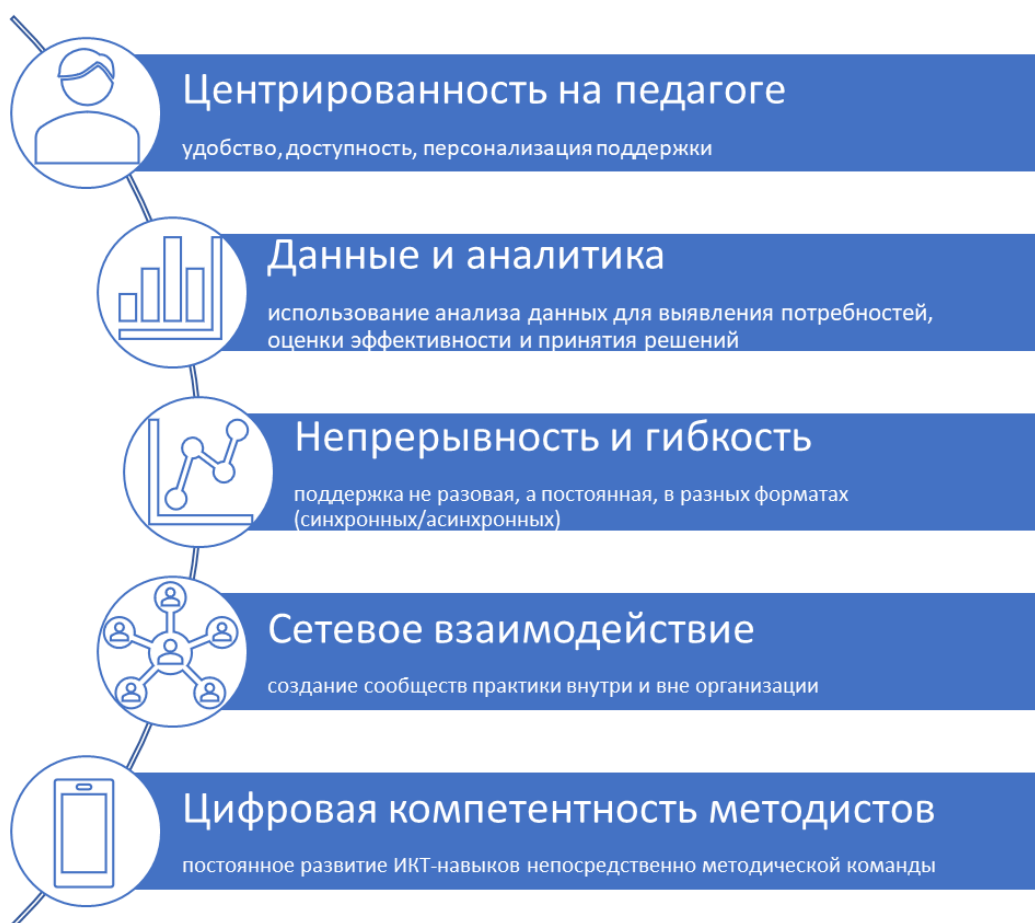 Центрированность на педагоге
удобство, доступность, персонализация поддержки
Данные и аналитика
использование анализа данных для выявления потребностей,
оценки эффективности и принятия решений
Непрерывность и гибкость
поддержка не разовая, а постоянная, в разных форматах
(синхронных/асинхронных)
Сетевое взаимодействие
создание сообществ практики внутри и вне организации
Цифровая компетентность методистов
постоянное развитие ИКТ-навыков непосредственно методической команды